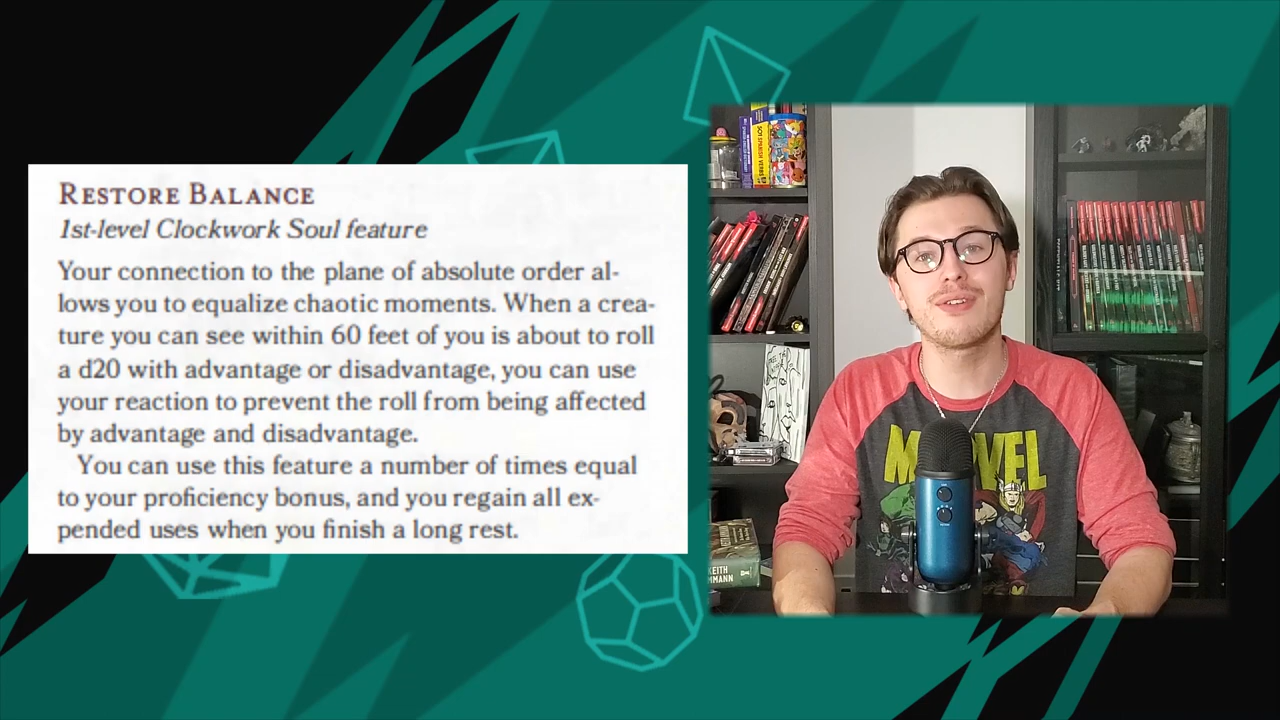 RESTORE BALANCE
1st-level Clockwork Soul feature
Your connection to the plane of absolute order al-
lows you to equalize chaotic moments. When a crea-
ture you can see within 60 feet of you is about to roll
a d20 with advantage or disadvantage, you can use
your reaction to prevent the roll from being affected
by advantage and disadvantage.
You can use this feature a number of times equal
to your proficiency bonus, and you regain all ex-
pended uses when you finish a long rest.
501 SPANISH VERBS
MARVEL
KEITH